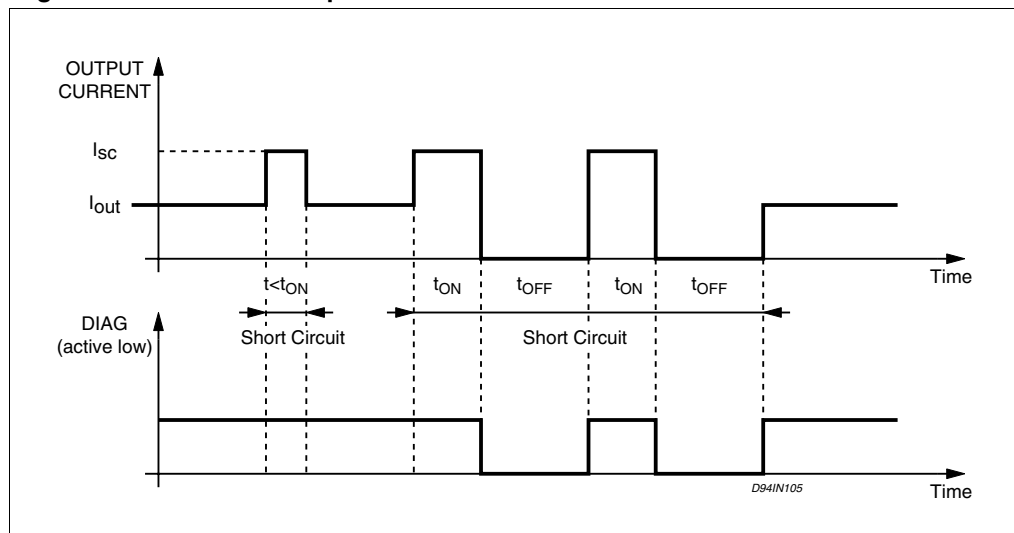 OUTPUT
CURRENT
Isc
Iout
Time
t<tON
tON
tOFF
tON
tOFF
DIAG
(active low)
Short Circuit
Short Circuit
D94IN105
Time